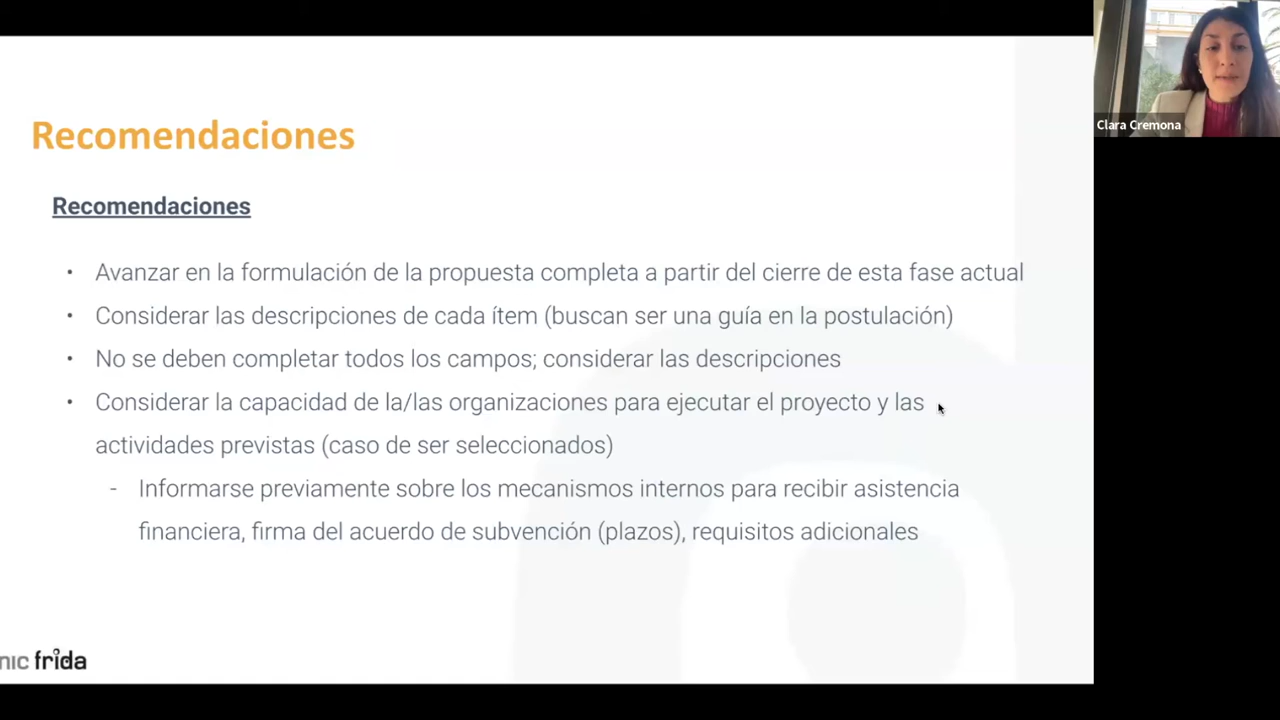 Recomendaciones
Recomendaciones
• Avanzar en la formulación de la propuesta completa a partir del cierre de esta fase actual
• Considerar las descripciones de cada ítem (buscan ser una guía en la postulación)
• No se deben completar todos los campos; considerar las descripciones
• Considerar la capacidad de la/las organizaciones para ejecutar el proyecto y las
actividades previstas (caso de ser seleccionados)
- Informarse previamente sobre los mecanismos internos para recibir asistencia
financiera, firma del acuerdo de subvención (plazos), requisitos adicionales
nic frida
Clara Cremona